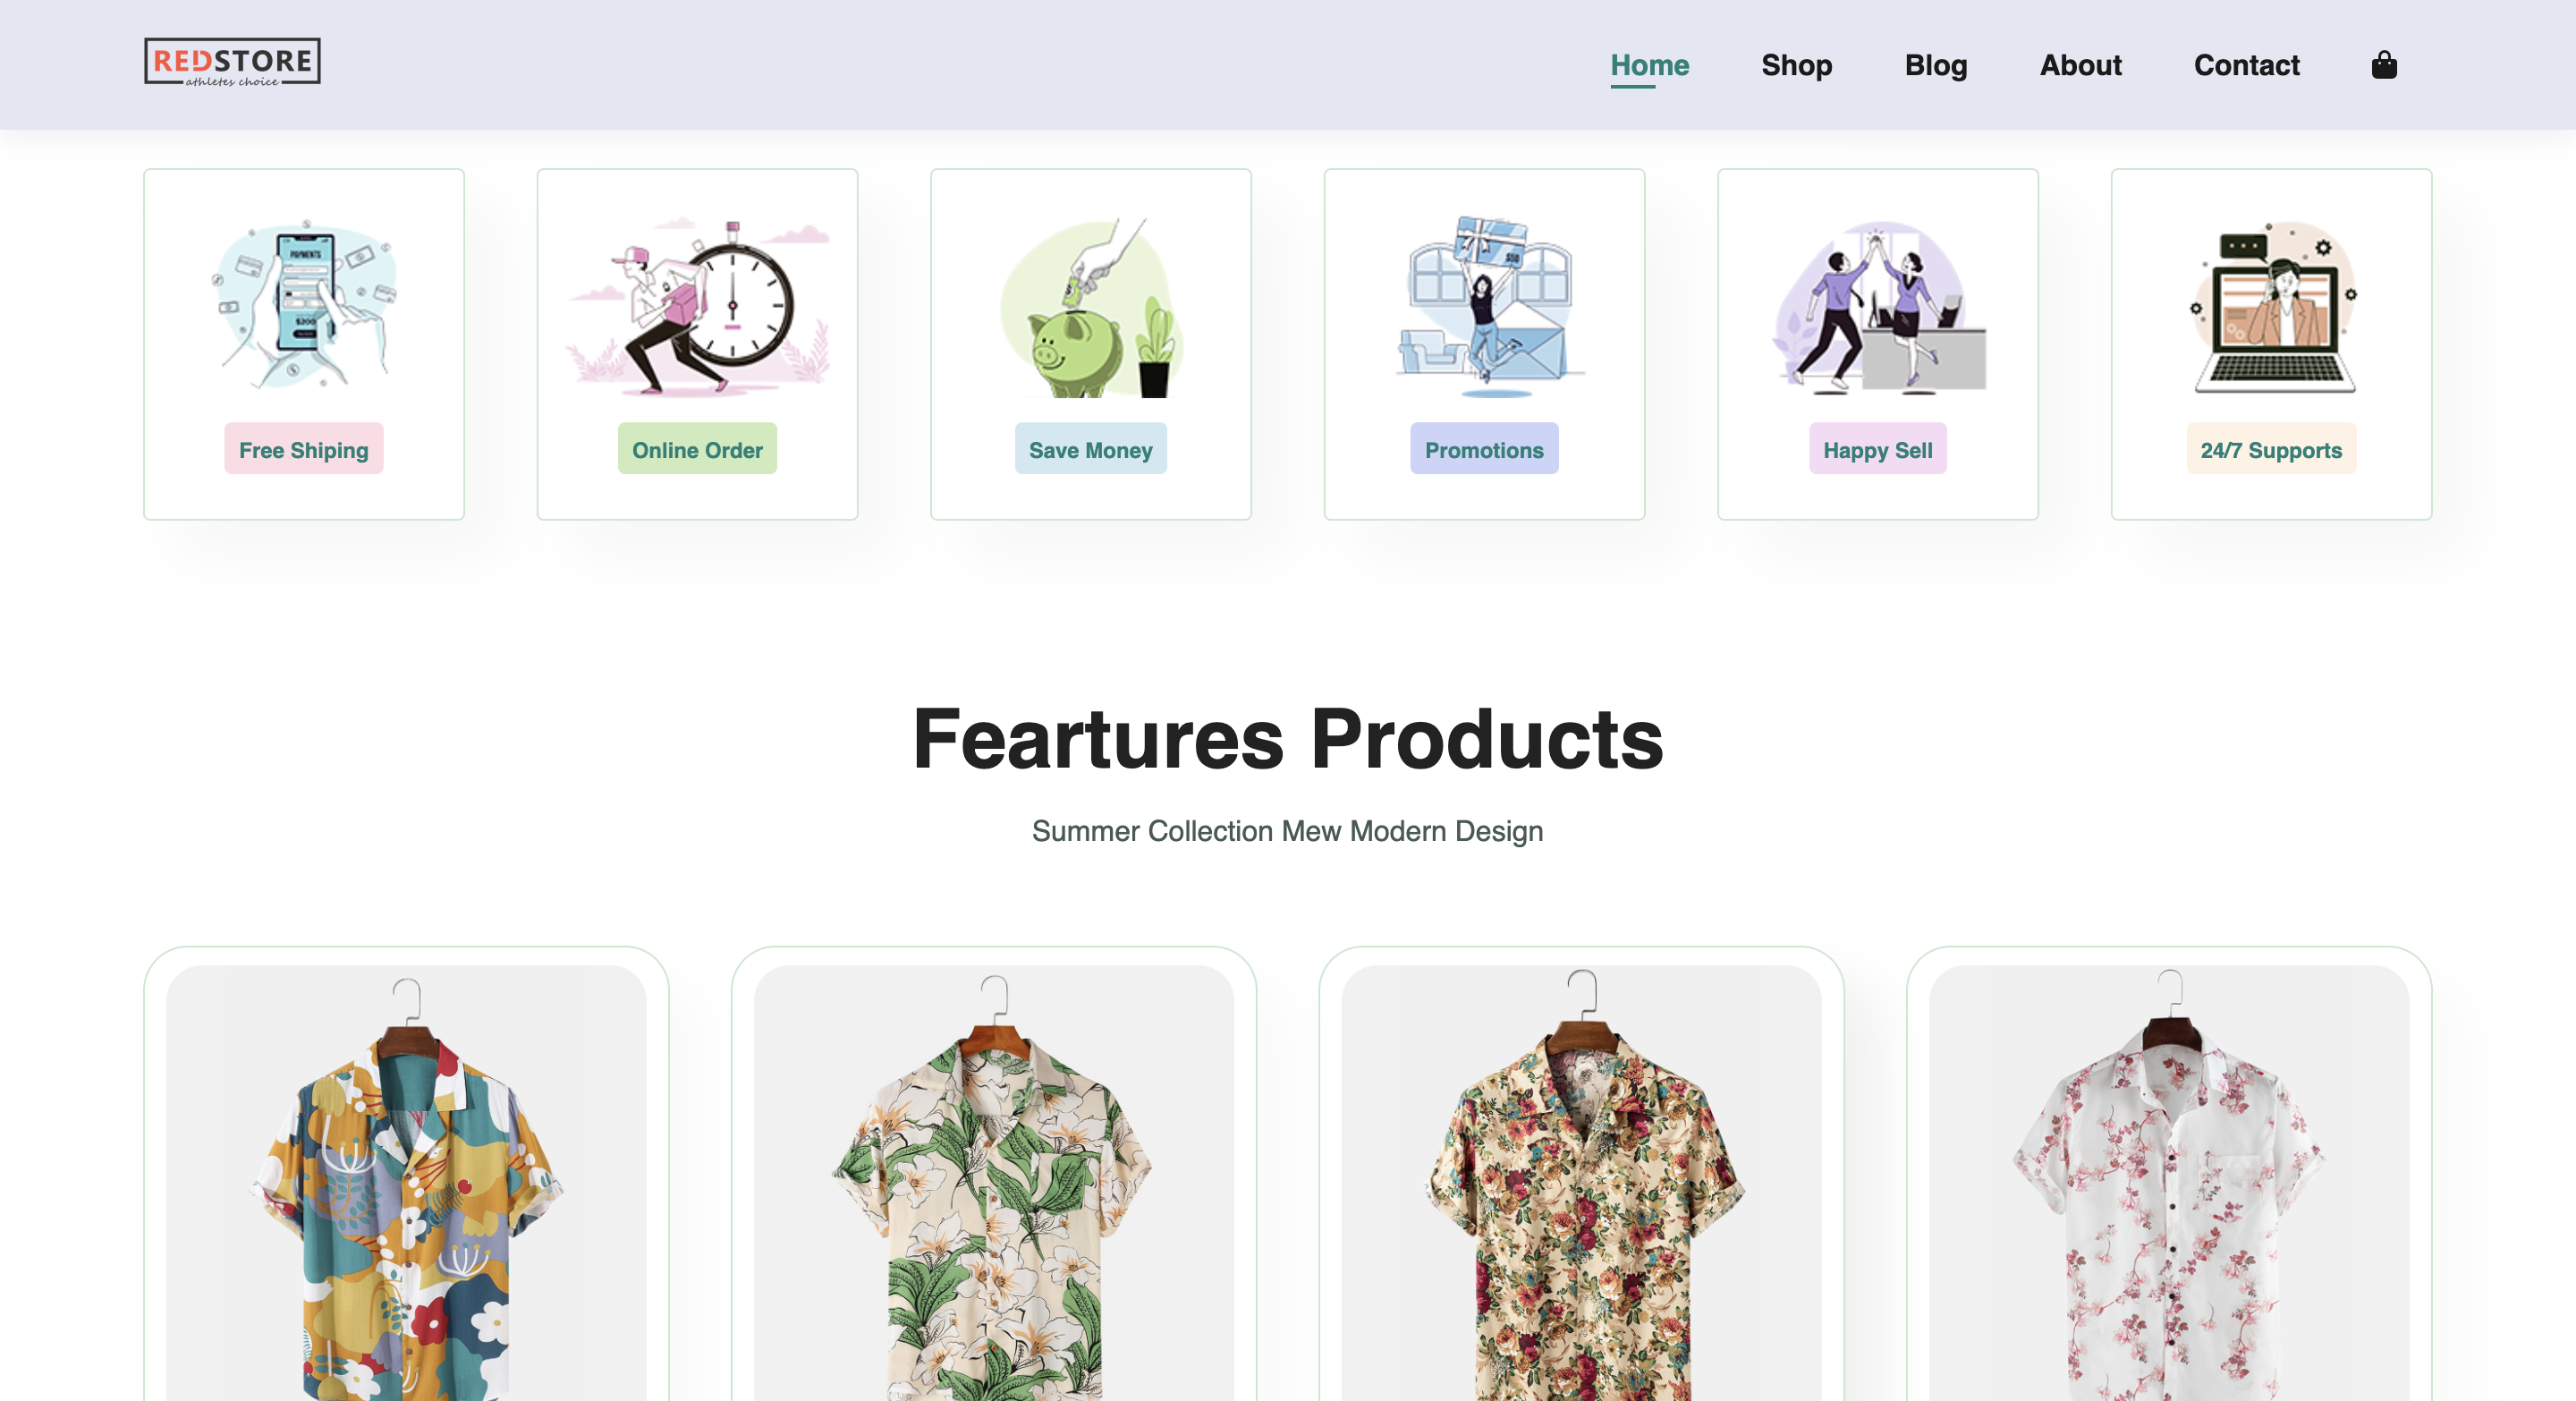 REDSTORE
athletes choice
Home Shop Blog About Contact
PAYMENTS
$200
$50
Free Shiping
Online Order
Save Money
Promotions
Happy Sell
24/7 Supports
Feartures Products
Summer Collection Mew Modern Design